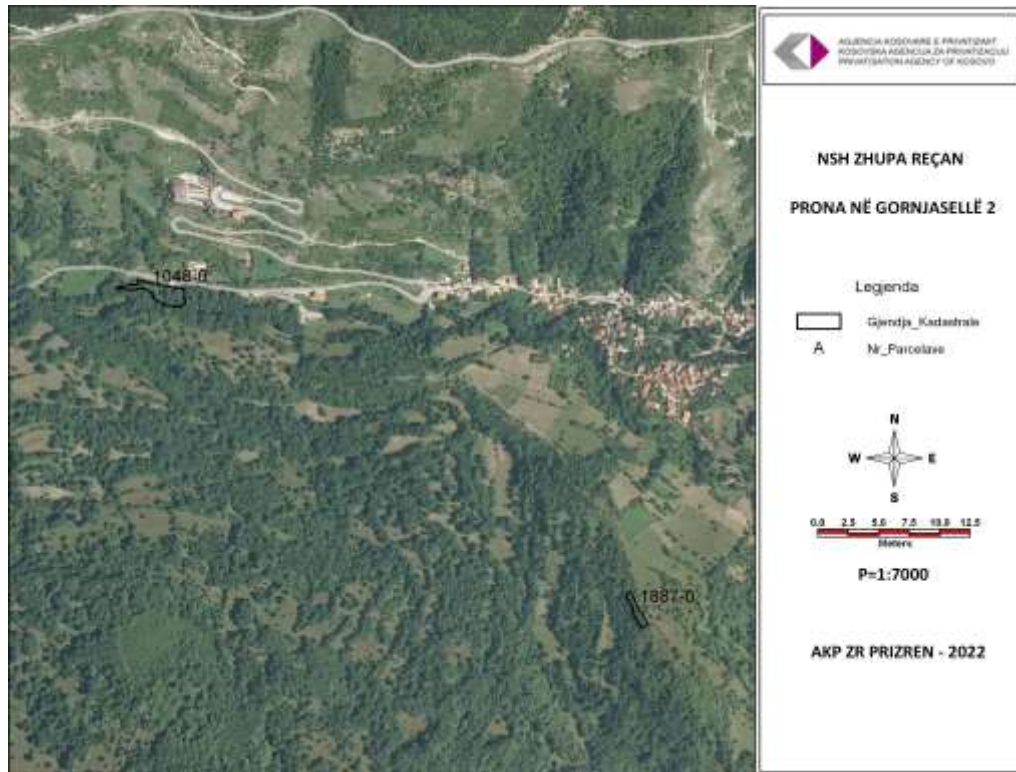 1048-0
1887-0
AGJENCIA KOSOVARE E PRIVATIZIMIT
KOSOVSKA AGENCIJA ZA PRIVATIZACIJU
PRIVATISATION AGENCY OF KOSOVO
NSH ZHUPA REÇAN
PRONA NË GORNJASELLË 2
Legjenda
Gjendja_Kadastrale
A Nr_Parcelave
N
W E
S
0.0 2.5 5.0 7.5 10.0 12.5
Meters
P=1:7000
AKP ZR PRIZREN - 2022